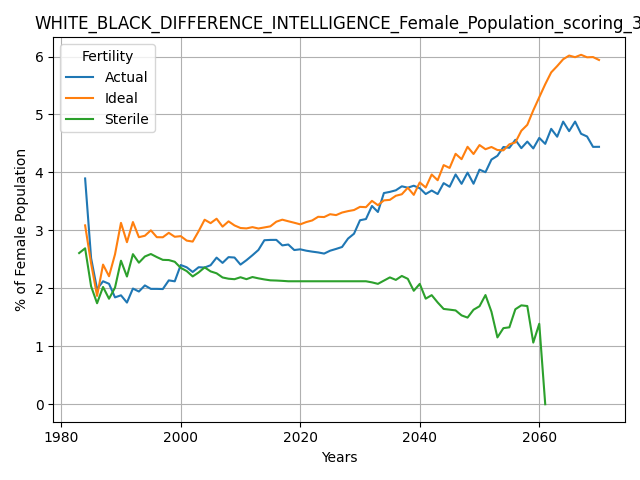 WHITE_BLACK_DIFFERENCE_INTELLIGENCE_Female_Population_scoring_3
Fertility
Actual
Ideal
Sterile
% of Female Population
6
5
4
3
2
1
0
1980 2000 2020 2040 2060
Years